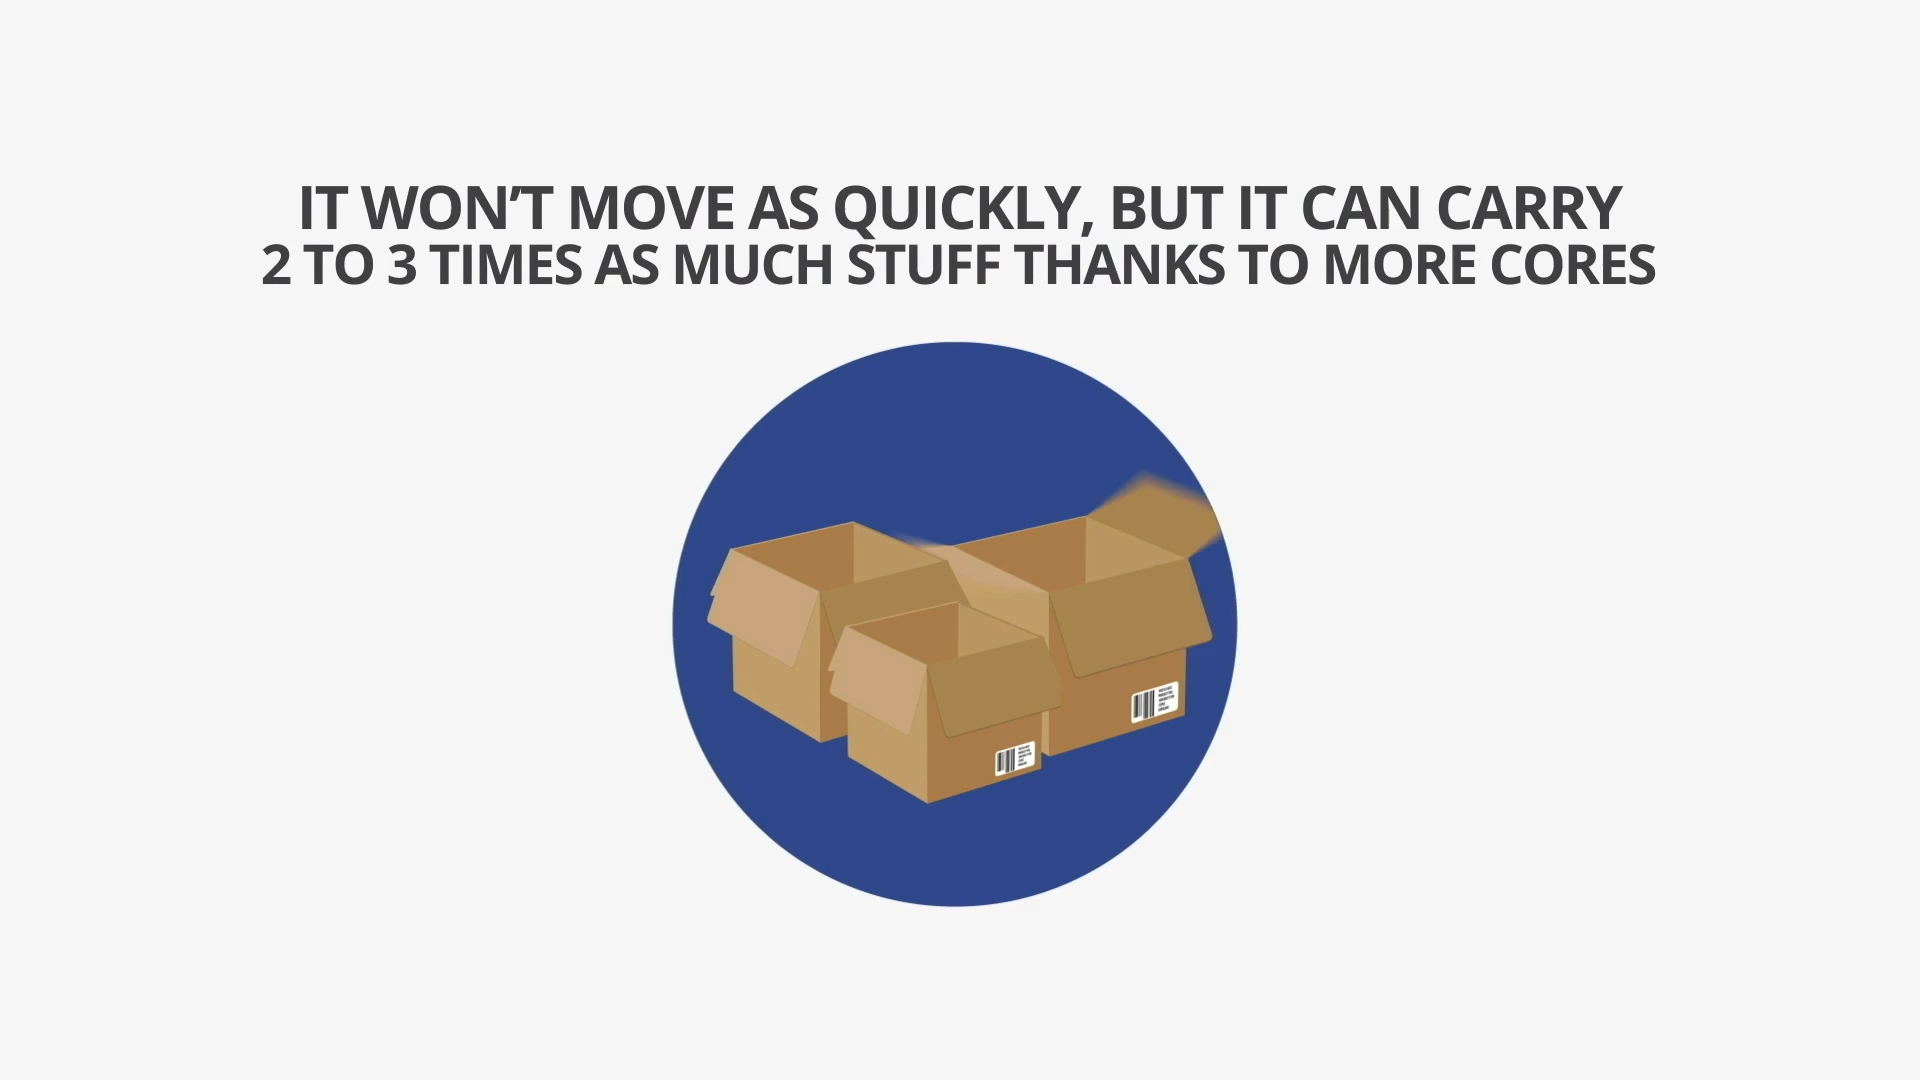 IT WON’T MOVE AS QUICKLY, BUT IT CAN CARRY
2 TO 3 TIMES AS MUCH STUFF THANKS TO MORE CORES